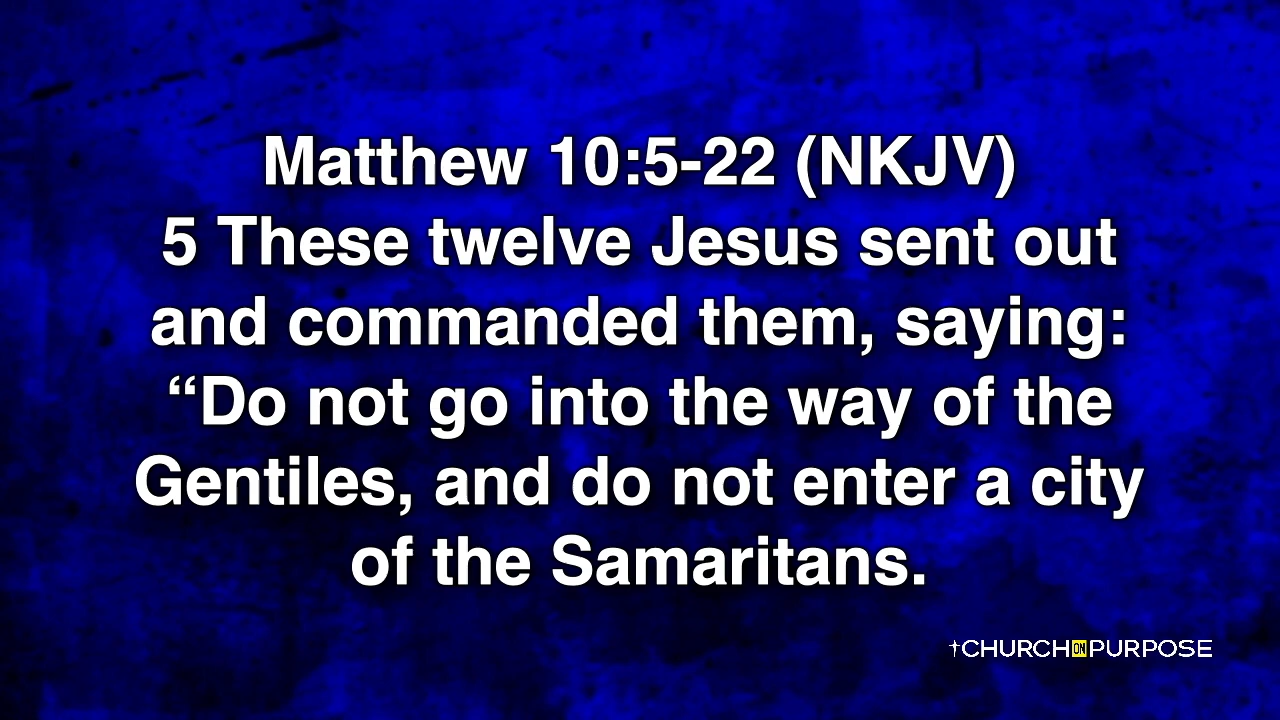 Matthew 10:5-22 (NKJV)
5 These twelve Jesus sent out
and commanded them, saying:
“Do not go into the way of the
Gentiles, and do not enter a city
of the Samaritans.
CHURCH ON PURPOSE